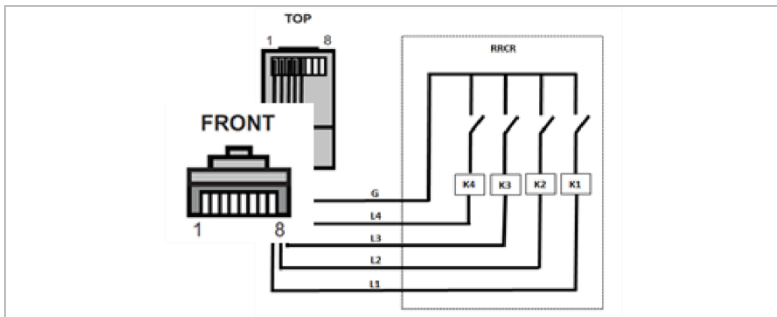 TOP
1 8
RRCR
FRONT
1 8
K4 K3 K2 K1
G
L4
L3
L2
L1